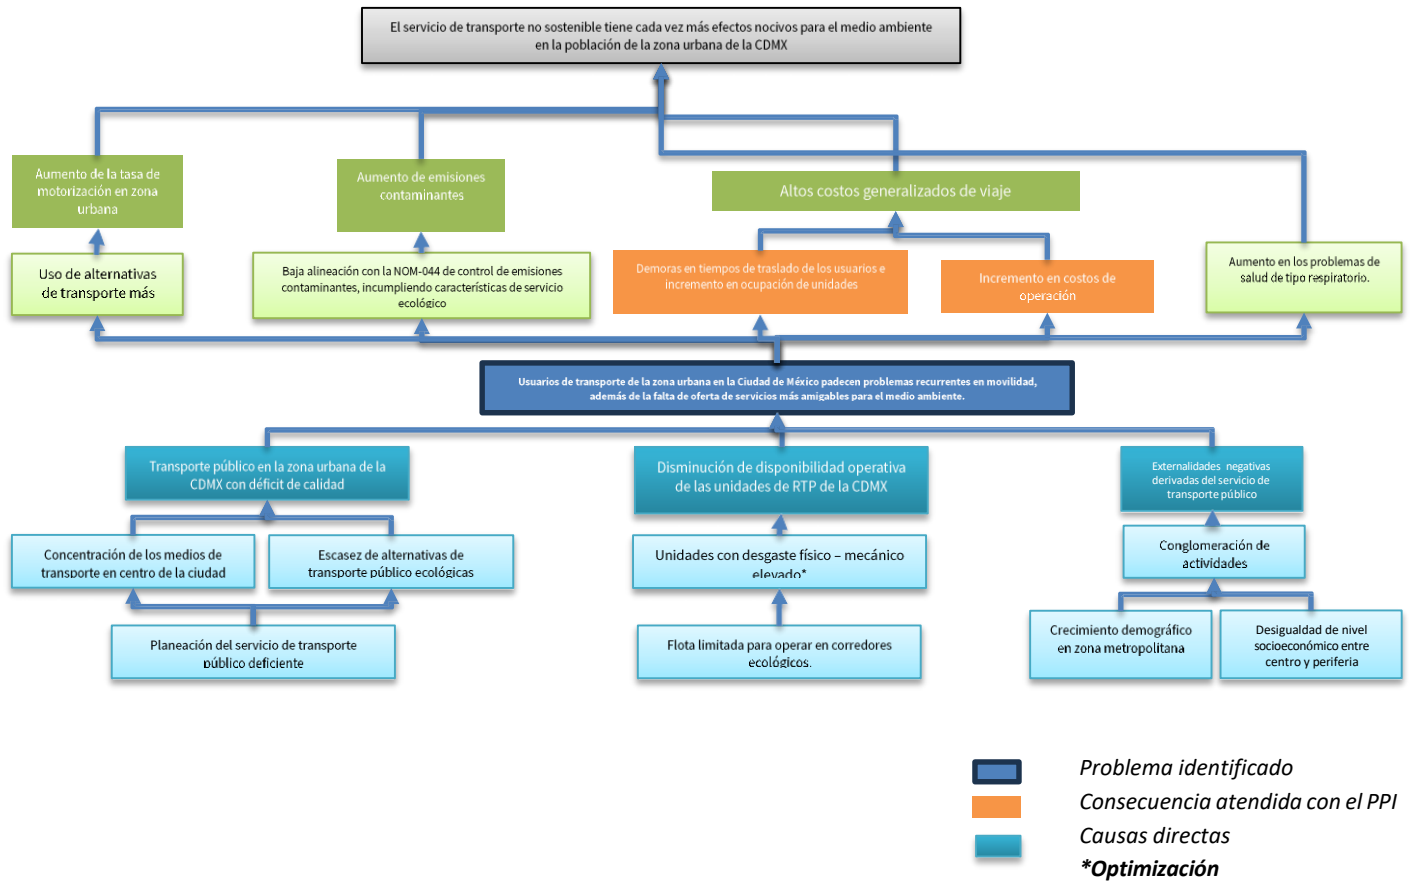 El servicio de transporte no sostenible tiene cada vez más efectos nocivos para el medio ambiente
en la población de la zona urbana de la CDMX
Aumento de la tasa de
motorización en zona
urbana
Aumento de emisiones
contaminantes
Altos costos generalizados de viaje
Uso de alternativas
de transporte más
Baja alineación con la NOM-044 de control de emisiones
contaminantes, incumpliendo características de servicio
ecológico
Demoras en tiempos de traslado de los usuarios e
incremento en ocupación de unidades
Incremento en costos de
operación
Aumento en los problemas de
salud de tipo respiratorio.
Usuarios de transporte de la zona urbana en la Ciudad de México padecen problemas recurrentes en movilidad,
además de la falta de oferta de servicios más amigables para el medio ambiente.
Transporte público en la zona urbana de la
CDMX con déficit de calidad
Disminución de disponibilidad operativa
de las unidades de RTP de la CDMX
Externalidades negativas
derivadas del servicio de
transporte público
Concentración de los medios de
transporte en centro de la ciudad
Escasez de alternativas de
transporte público ecológicas
Unidades con desgaste físico – mecánico
elevado*
Conglomeración de
actividades
Planeación del servicio de transporte
público deficiente
Flota limitada para operar en corredores
ecológicos.
Crecimiento demográfico
en zona metropolitana
Desigualdad de nivel
socioeconómico entre
centro y periferia
Problema identificado
Consecuencia atendida con el PPI
Causas directas
*Optimización